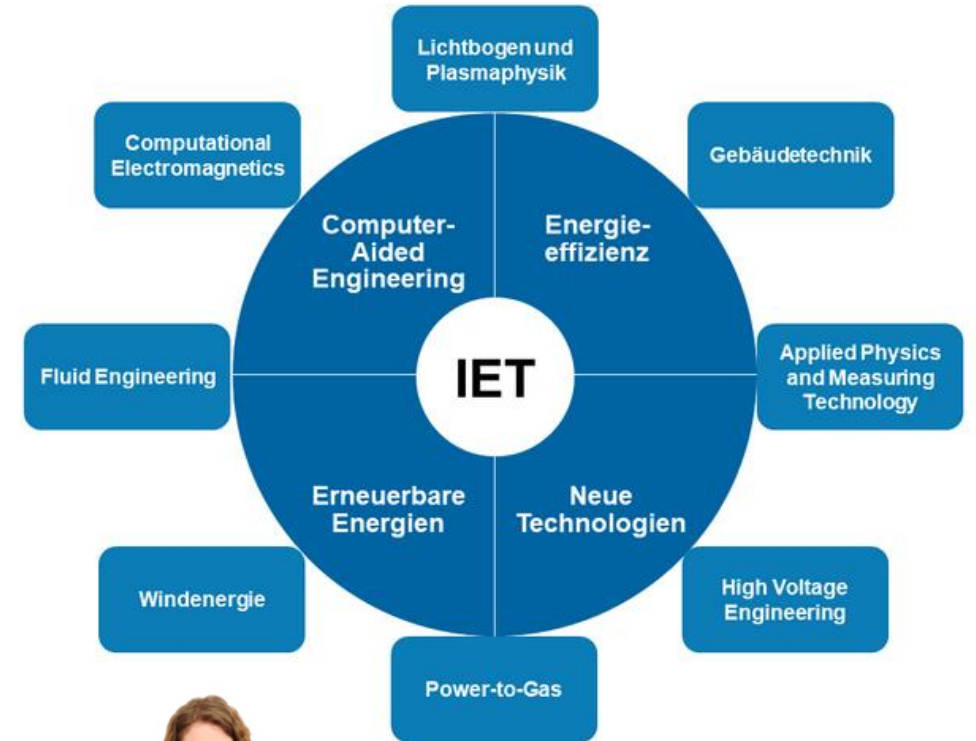 Lichtbogen und
Plasmaphysik
Computational
Electromagnetics
Gebäudetechnik
Computer-
Aided
Engineering
Energie-
effizienz
Fluid Engineering
IET
Applied Physics
and Measuring
Technology
Erneuerbare
Energien
Neue
Technologien
Windenergie
High Voltage
Engineering
Power-to-Gas